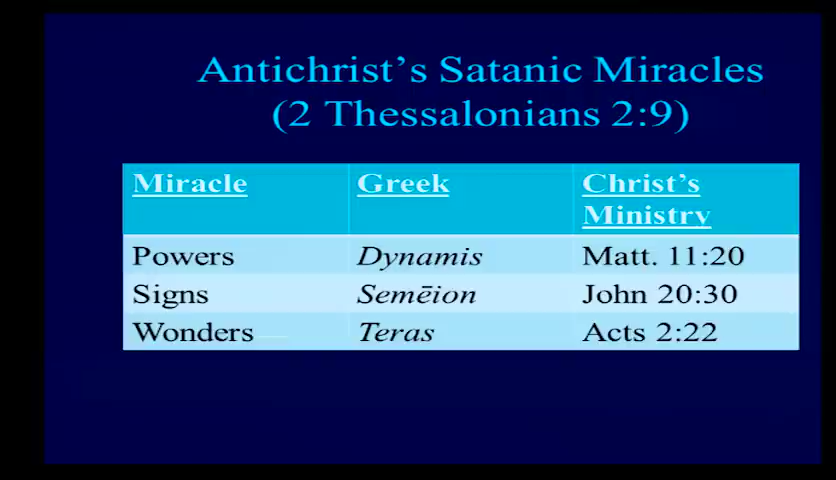 Antichrist's Satanic Miracles
(2 Thessalonians 2:9)
Miracle Greek Christ's Ministry
Powers Dynamis Matt. 11:20
Signs Semēion John 20:30
Wonders Teras Acts 2:22